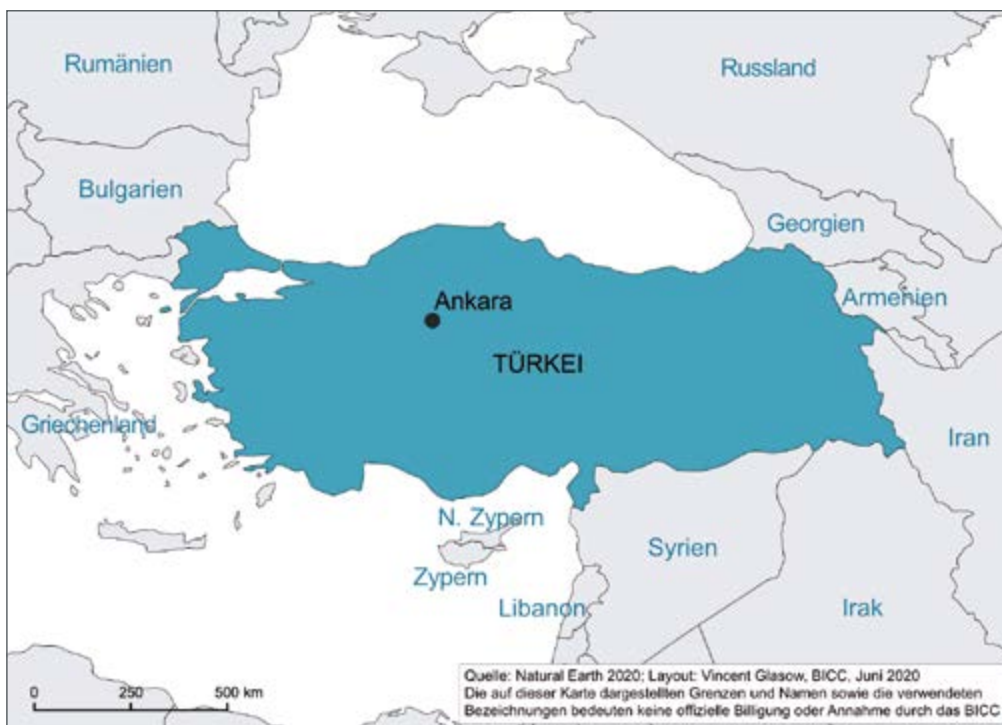 Rumänien
Russland
Bulgarien
Georgien
Ankara
Armenien
TÜRKEI
Griechenland
Iran
N. Zypern
Syrien
Zypern
Libanon
Irak
0 250 500 km
Quelle: Natural Earth 2020; Layout: Vincent Glasow, BICC, Juni 2020
Die auf dieser Karte dargestellten Grenzen und Namen sowie die verwendeten
Bezeichnungen bedeuten keine offizielle Billigung oder Annahme durch das BICC